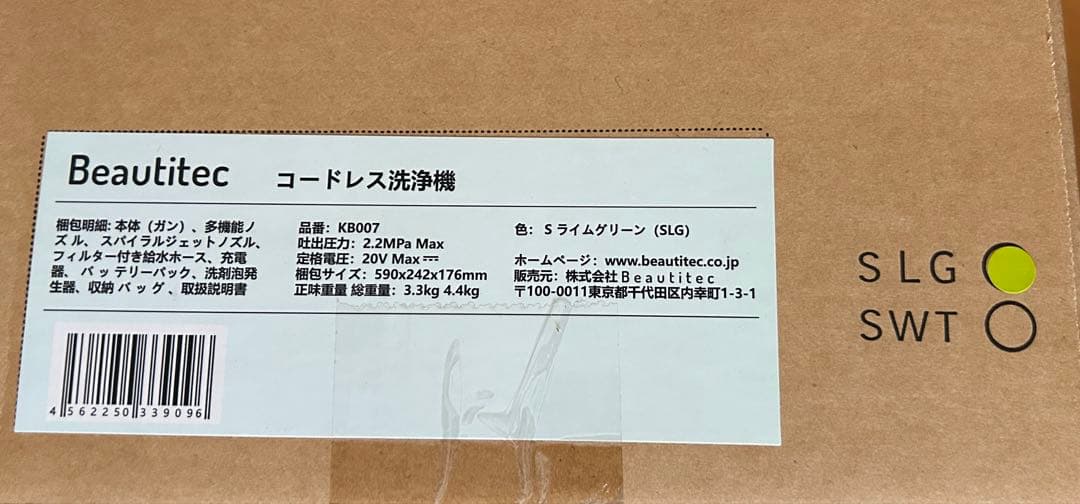 Beautitec コードレス洗浄機
梱包明細: 本体（ガン）、多機能ノ
ズル、スパイラルジェットノズル、
フィルター付き給水ホース、充電
器、バッテリーパック、洗剤泡発
生器、収納バッグ、取扱説明書
品番： KB007
吐出圧力： 2.2MPa Max
定格電圧： 20V Max⎓
梱包サイズ： 590x242x176mm
正味重量 総重量： 3.3kg 4.4kg
色： S ライムグリーン（SLG）
ホームページ：www.beautitec.co.jp
販売元：株式会社Beautitec
〒100-0011東京都千代田区内幸町1-3-1
4 562250 339096
SLG
SWT